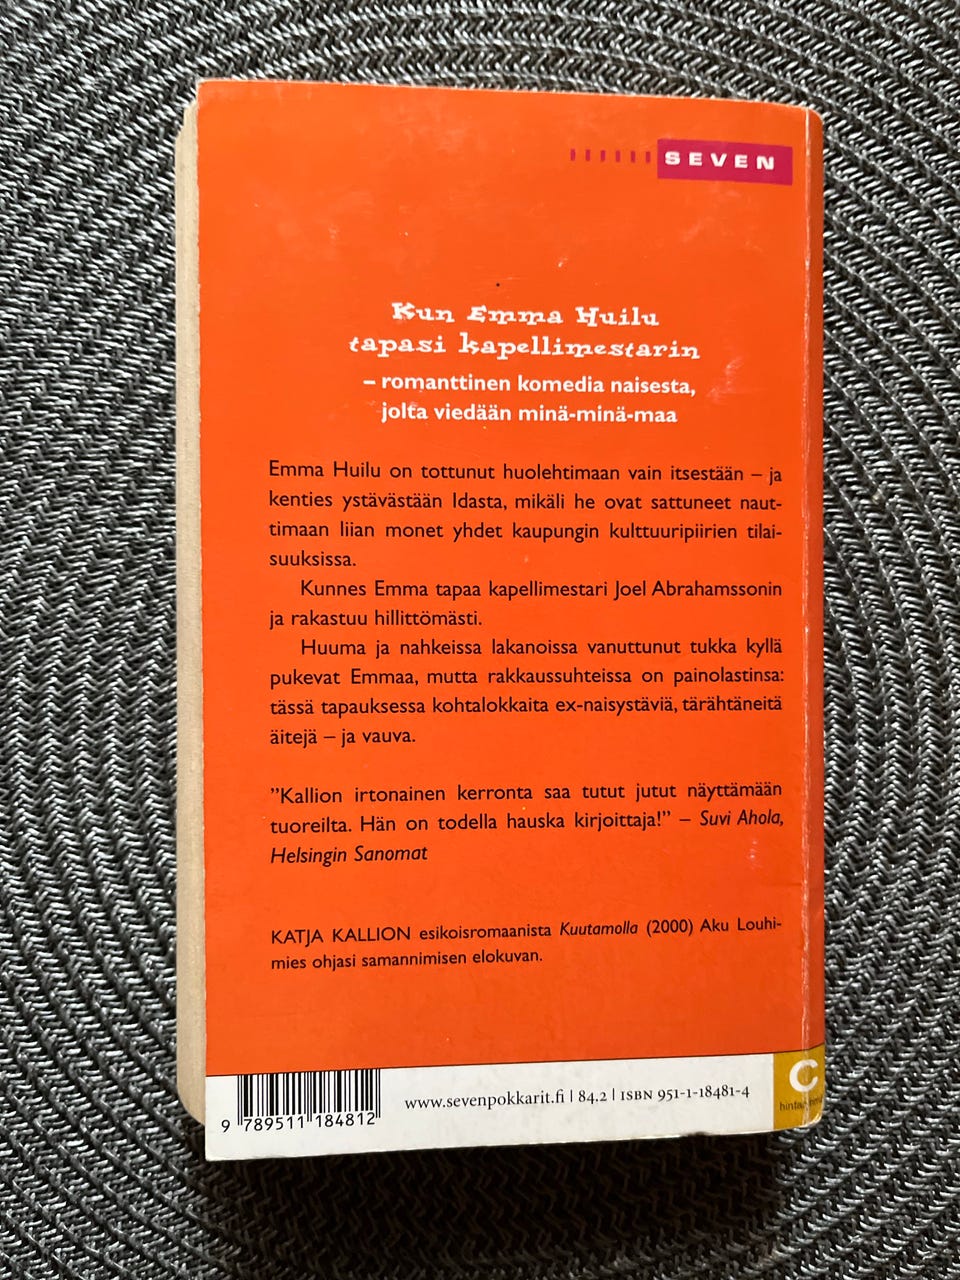 SEVEN
Kun Emma Huilu
tapasi kapellimestarin
– romanttinen komedia naisesta,
jolta viedään minä-minä-maa
Emma Huilu on tottunut huolehtimaan vain itsestään – ja
kenties ystävästään Idasta, mikäli he ovat sattuneet naut-
timaan liian monet yhdet kaupungin kulttuuripiirien tilai-
suuksissa.
Kunnes Emma tapaa kapellimestari Joel Abrahamssonin
ja rakastuu hillittömästi.
Huuma ja nahkeissa lakanoissa vanuttunut tukka kyllä
pukevat Emmaa, mutta rakkaussuhteissa on painolastinsa:
tässä tapauksessa kohtalokkaita ex-naisystäviä, tärähtäneitä
äitejä – ja vauva.
”Kallion irtonainen kerronta saa tutut jutut näyttämään
tuoreilta. Hän on todella hauska kirjoittaja!” – Suvi Ahola,
Helsingin Sanomat
KATJA KALLION esikoisromaanista Kuutamolla (2000) Aku Louhi-
mies ohjasi samannimisen elokuvan.
9 789511 184812
www.sevenpokkarit.fi | 84.2 | ISBN 951-1-18481-4
C